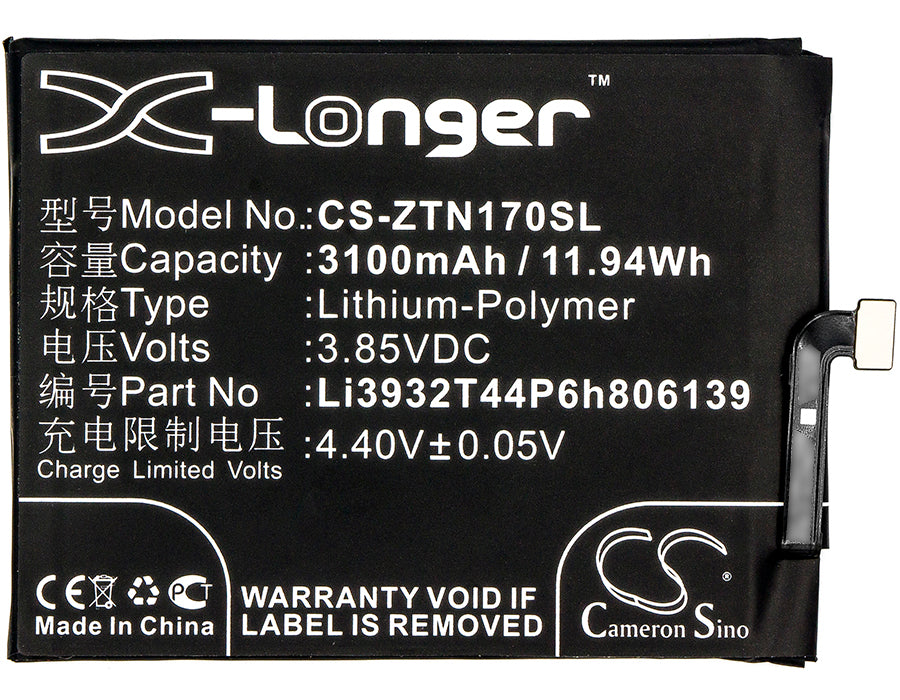 X-Longer™
型号Model No.:CS-ZTN170SL
容量Capacity :3100mAh / 11.94Wh
规格Type :Lithium-Polymer
电压Volts :3.85VDC
编号Part No :Li3932T44P6h806139
充电限制电压 :4.40V±0.05V
Charge Limited Volts
CE PCT
Made In China
WARRANTY VOID IF
LABEL IS REMOVED
CS®
Cameron Sino